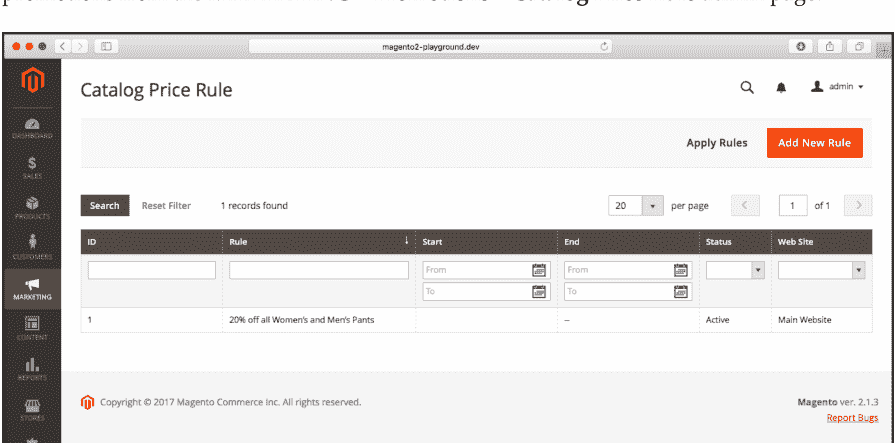 magento2-playground.dev
Catalog Price Rule
admin
DASHBOARD
SALES
PRODUCTS
CUSTOMERS
MARKETING
CONTENT
REPORTS
STORES
Apply Rules Add New Rule
Search Reset Filter 1 records found 20 per page 1 of 1
ID Rule ↓ Start End Status Web Site
From From
To To
1 20% off all Women's and Men's Pants -- Active Main Website
Copyright © 2017 Magento Commerce Inc. All rights reserved. Magento ver. 2.1.3
Report Bugs